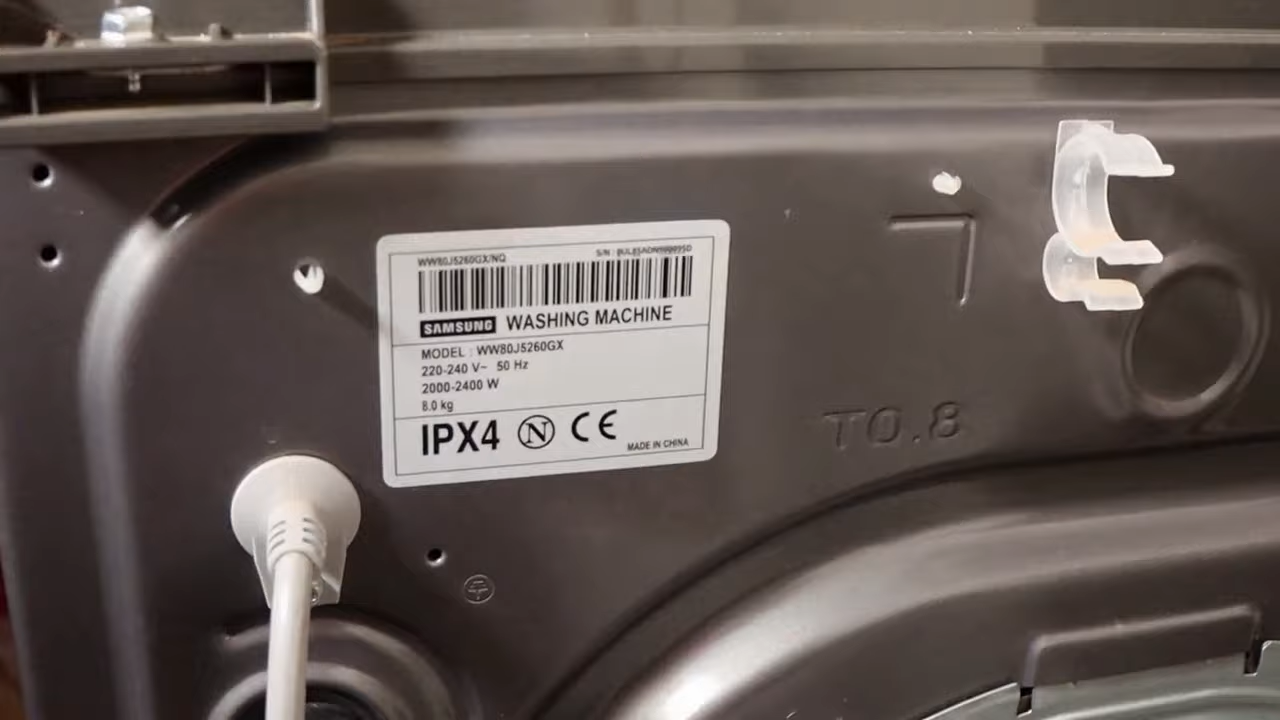 WW80J5260GX/NQ
S/N :
SAMSUNG WASHING MACHINE
MODEL : WW80J5260GX
220-240 V~ 50 Hz
2000-2400 W
8.0 kg
IPX4 N CE
MADE IN CHINA
T0.8